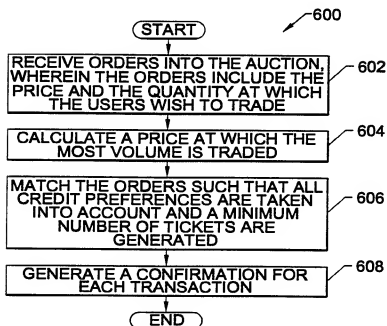 600
START
RECEIVE ORDERS INTO THE AUCTION,
WHEREIN THE ORDERS INCLUDE THE
PRICE AND THE QUANTITY AT WHICH
THE USERS WISH TO TRADE
602
CALCULATE A PRICE AT WHICH THE
MOST VOLUME IS TRADED
604
MATCH THE ORDERS SUCH THAT ALL
CREDIT PREFERENCES ARE TAKEN
INTO ACCOUNT AND A MINIMUM
NUMBER OF TICKETS ARE
GENERATED
606
GENERATE A CONFIRMATION FOR
EACH TRANSACTION
608
END